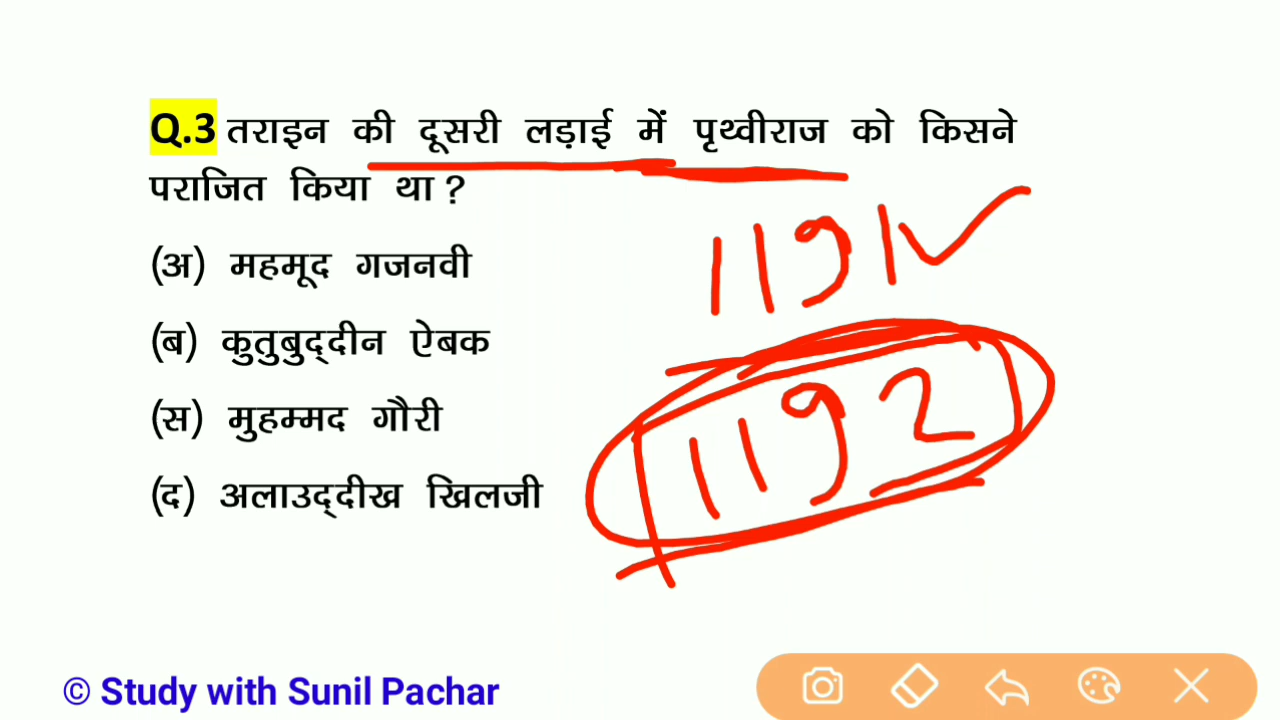 Q.3 तराइन की दूसरी लड़ाई में पृथ्वीराज को किसने
पराजित किया था ?
(अ) महमूद गजनवी
(ब) कुतुबुद्दीन ऐबक
(स) मुहम्मद गौरी
(द) अलाउद्दीख खिलजी
1191
1192
© Study with Sunil Pachar